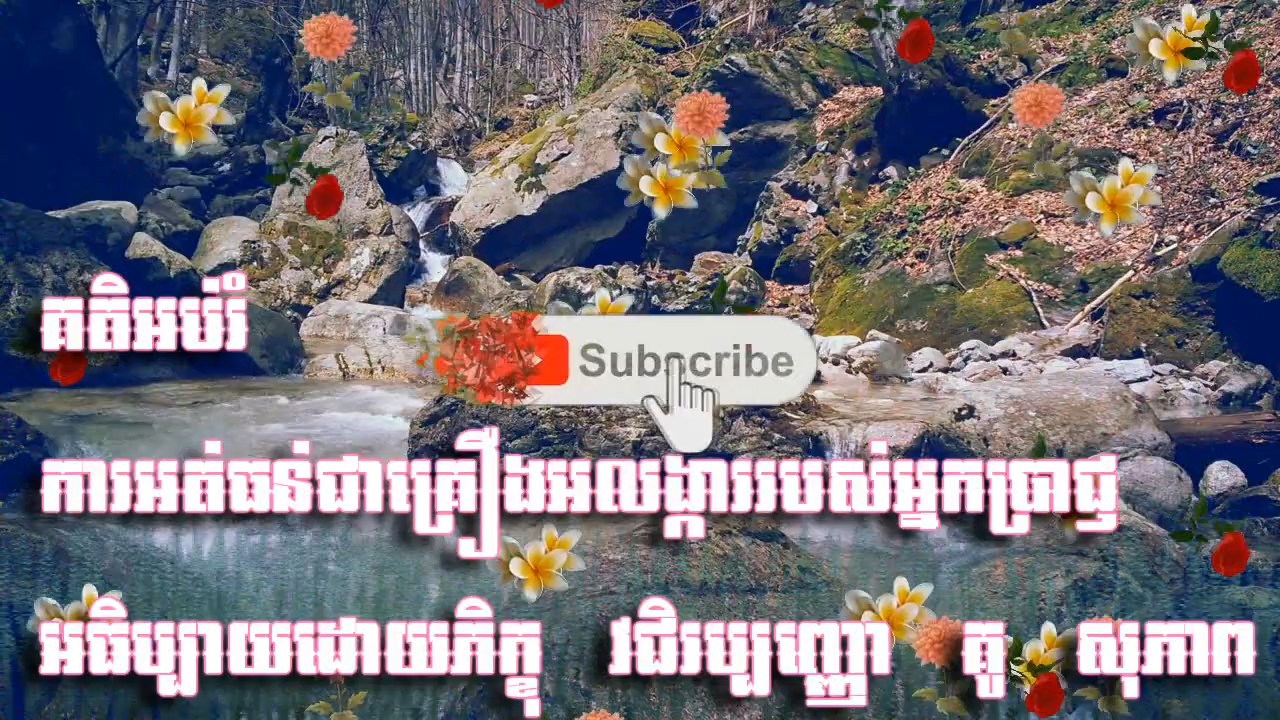 គតិអប់រំ
Subscribe
ការអត់ធន់ជាគ្រឿងអលង្ការរបស់អ្នកប្រាជ្ញ
អធិប្បាយដោយភិក្ខុ វជិរប្បញ្ញោ គូ សុភាព